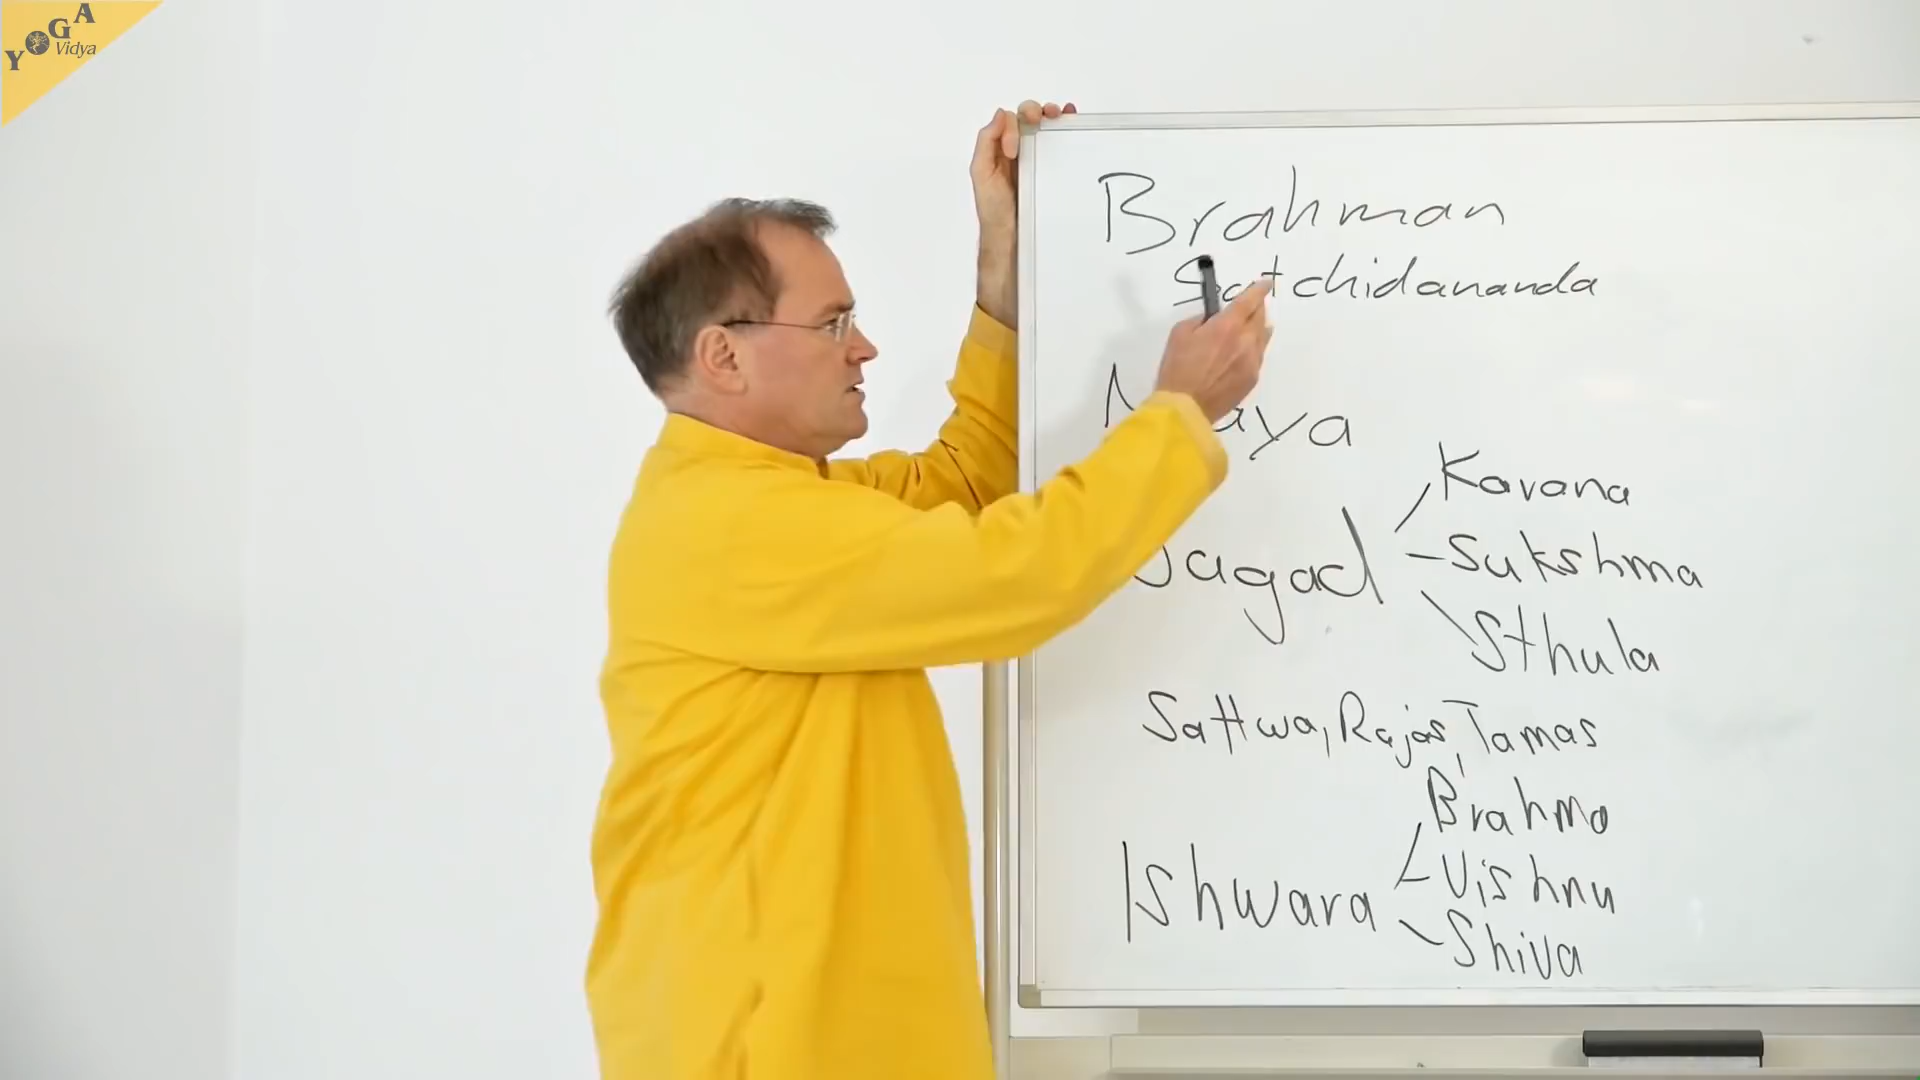 YOGA
Vidya
Brahman
Satchidananda
Maya
Karana
Jagad
Sukshma
Sthula
Sattwa, Rajas, Tamas
Brahma
Ishwara
Vishnu
Shiva